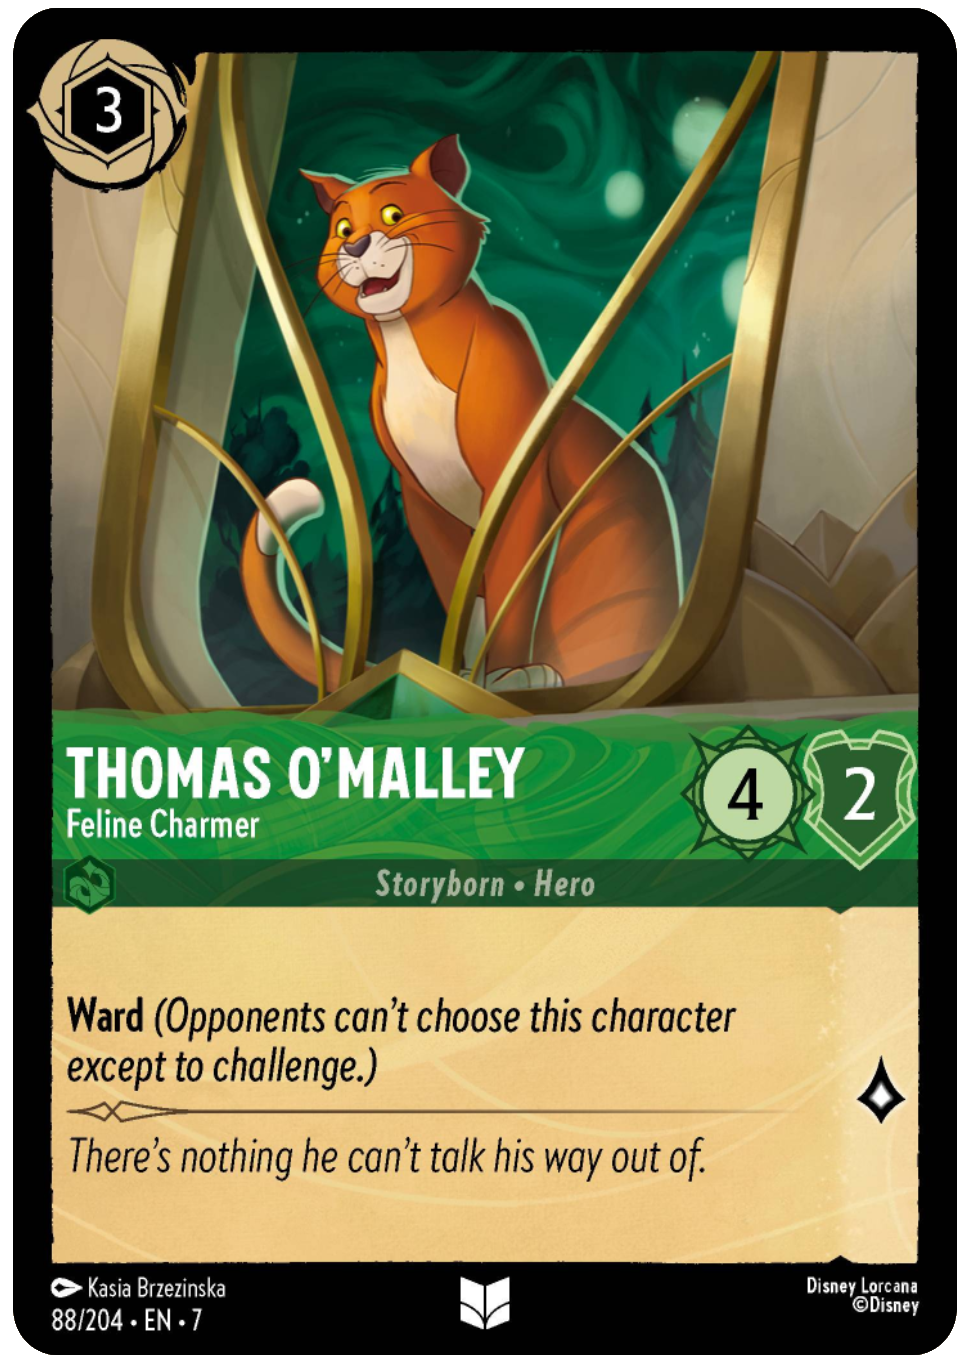 3
THOMAS O’MALLEY
Feline Charmer
4
2
Storyborn • Hero
Ward (Opponents can’t choose this character
except to challenge.)
There’s nothing he can’t talk his way out of.
Kasia Brzezinska
88/204 • EN • 7
Disney Lorcana
©Disney